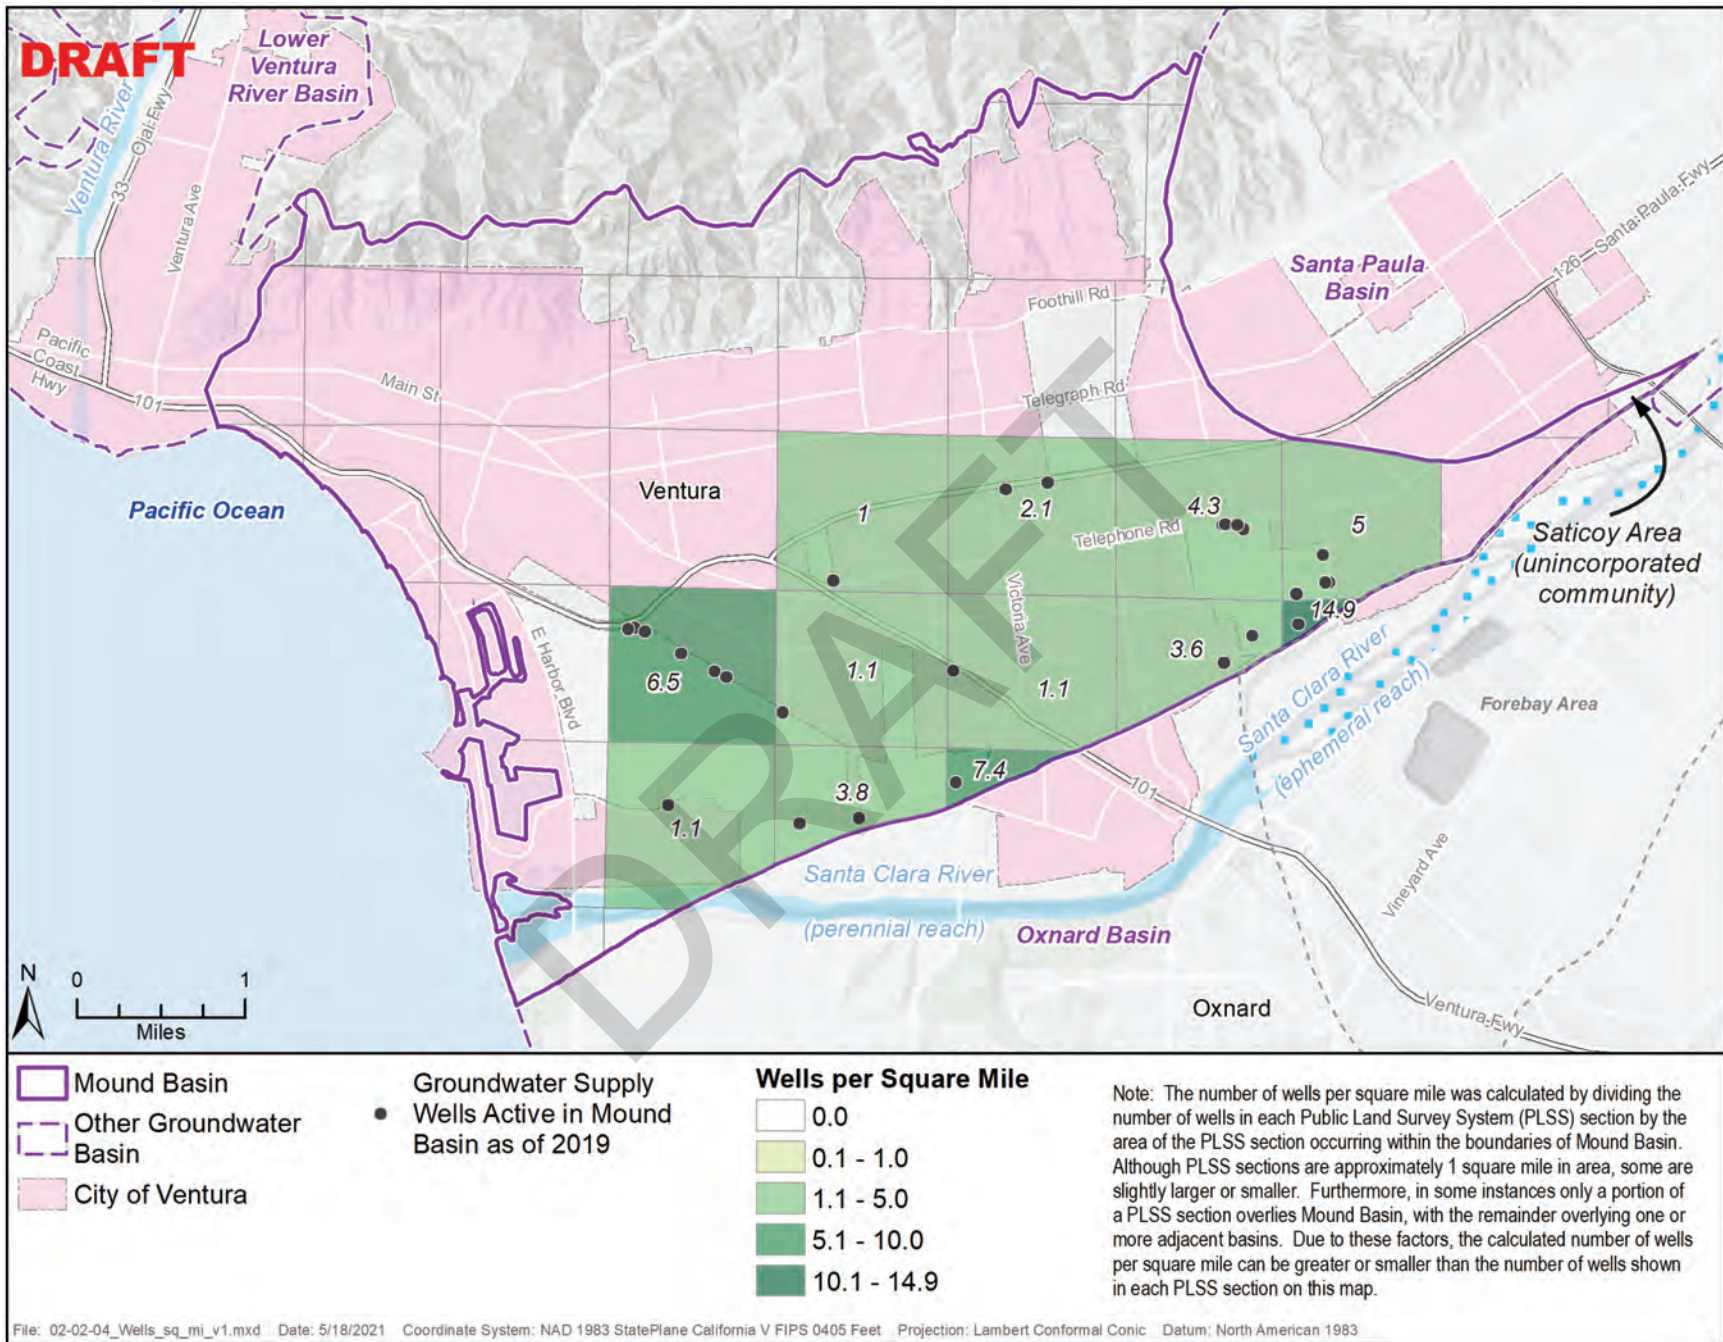 DRAFT
Lower
Ventura
River Basin
Ventura River
33
Ojai-Fwy
Ventura Ave
Pacific
Coast
Hwy
101
Main St
Foothill Rd
Telegraph Rd
Santa Paula
Basin
126
Santa-Paula-Fwy
Pacific Ocean
Ventura
1
2.1
4.3
5
Telephone Rd
Victoria Ave
Saticoy Area
(unincorporated
community)
14.9
E Harbor Blvd
6.5
1.1
1.1
3.6
Santa Clara River
(ephemeral reach)
Forebay Area
7.4
3.8
1.1
101
Santa Clara River
(perennial reach)
Oxnard Basin
Vineyard Ave
Oxnard
Ventura-Fwy
DRAFT
N
0 1
Miles
Mound Basin
Other Groundwater
Basin
City of Ventura
Groundwater Supply
Wells Active in Mound
Basin as of 2019
Wells per Square Mile
0.0
0.1 - 1.0
1.1 - 5.0
5.1 - 10.0
10.1 - 14.9
Note: The number of wells per square mile was calculated by dividing the
number of wells in each Public Land Survey System (PLSS) section by the
area of the PLSS section occurring within the boundaries of Mound Basin.
Although PLSS sections are approximately 1 square mile in area, some are
slightly larger or smaller. Furthermore, in some instances only a portion of
a PLSS section overlies Mound Basin, with the remainder overlying one or
more adjacent basins. Due to these factors, the calculated number of wells
per square mile can be greater or smaller than the number of wells shown
in each PLSS section on this map.
File: 02-02-04_Wells_sq_mi_v1.mxd Date: 5/18/2021 Coordinate System: NAD 1983 StatePlane California V FIPS 0405 Feet Projection: Lambert Conformal Conic Datum: North American 1983